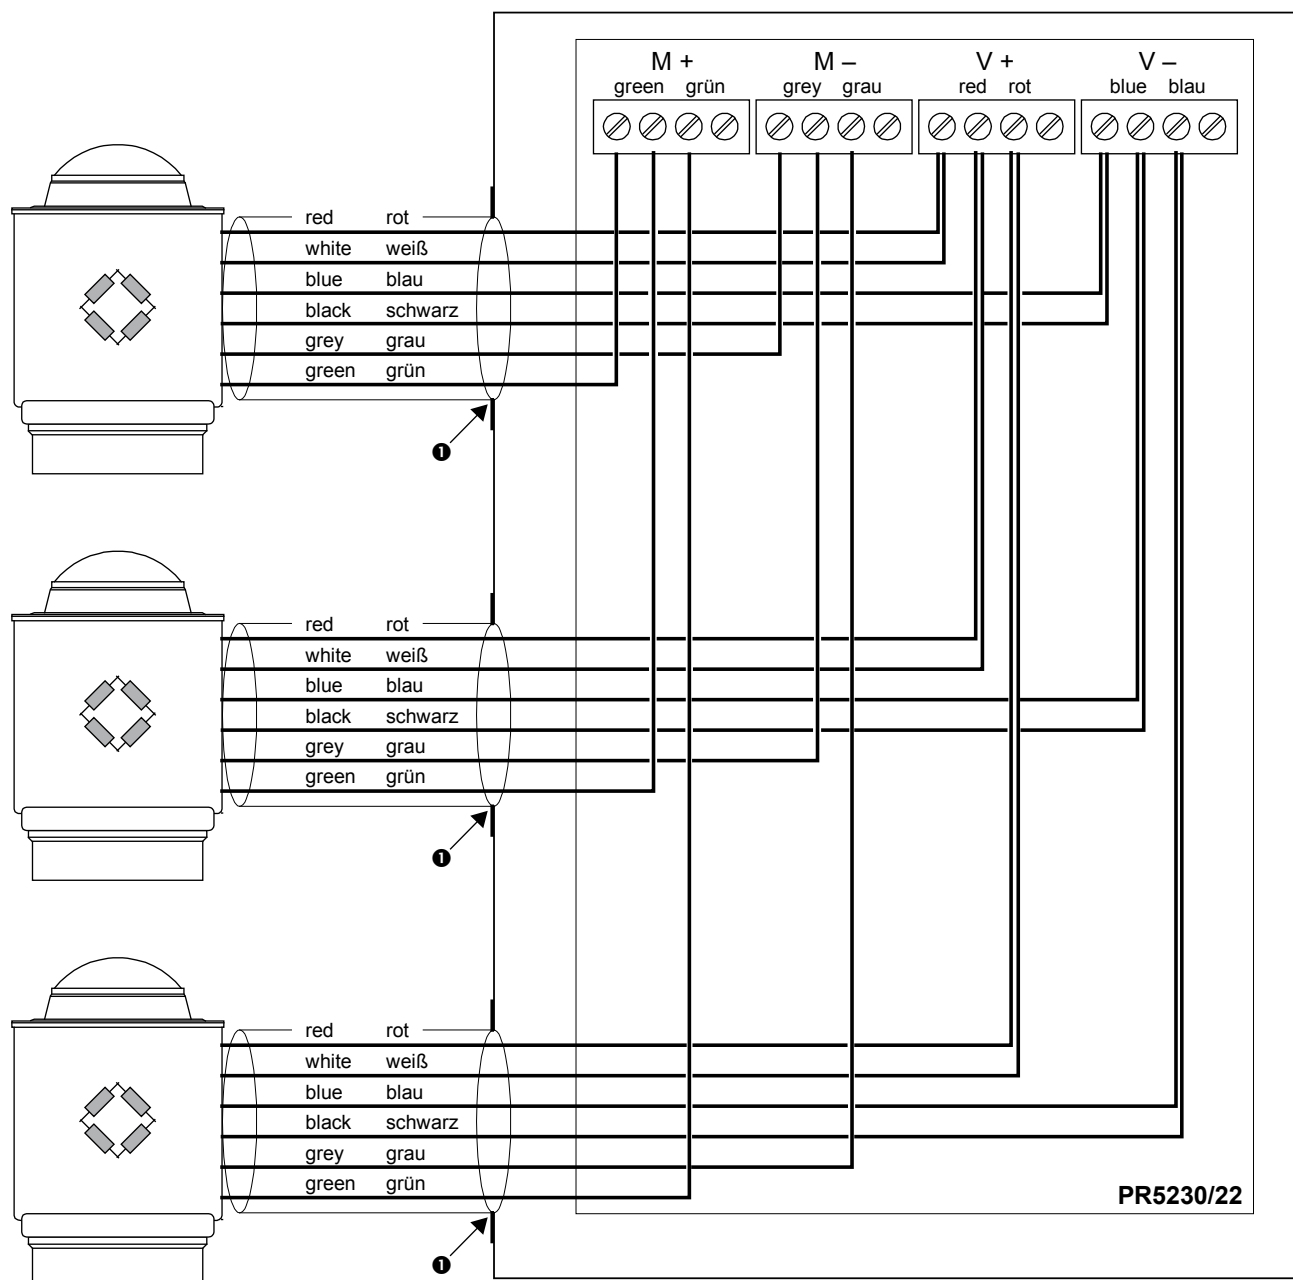 M + M – V + V –
green grün grey grau red rot blue blau
red rot
white weiß
blue blau
black schwarz
grey grau
green grün
❶
red rot
white weiß
blue blau
black schwarz
grey grau
green grün
❶
red rot
white weiß
blue blau
black schwarz
grey grau
green grün
PR5230/22
❶